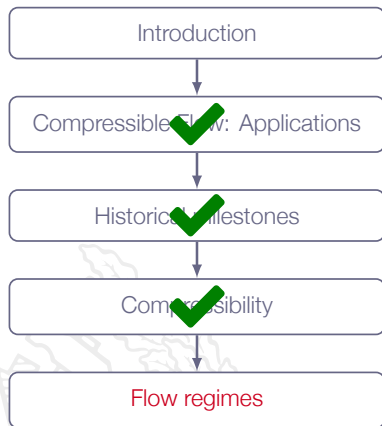 Introduction
Compressible Flow: Applications
Historical milestones
Compressibility
Flow regimes